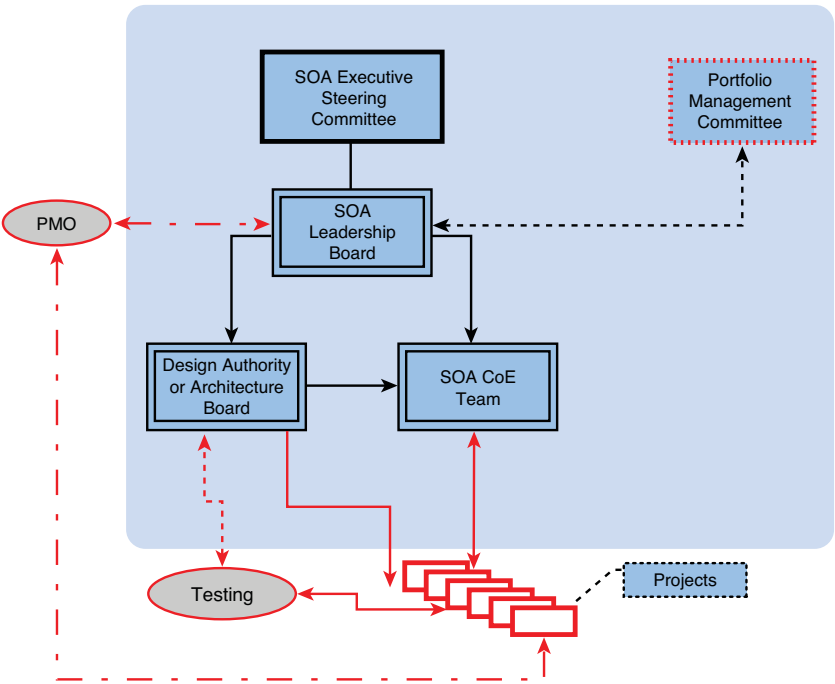 SOA Executive
Steering
Committee
Portfolio
Management
Committee
PMO
SOA
Leadership
Board
Design Authority
or Architecture
Board
SOA CoE
Team
Testing
Projects